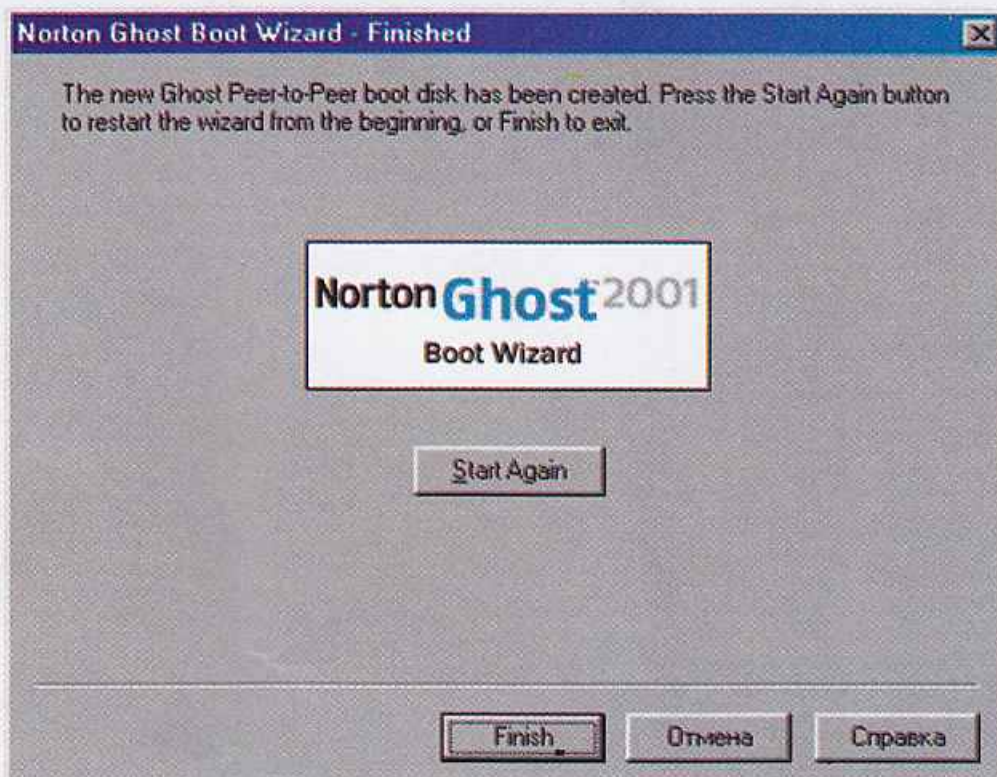 Norton Ghost Boot Wizard - Finished
The new Ghost Peer-to-Peer boot disk has been created. Press the Start Again button
to restart the wizard from the beginning, or Finish to exit.
Norton Ghost 2001
Boot Wizard
Start Again
Finish Отмена Справка